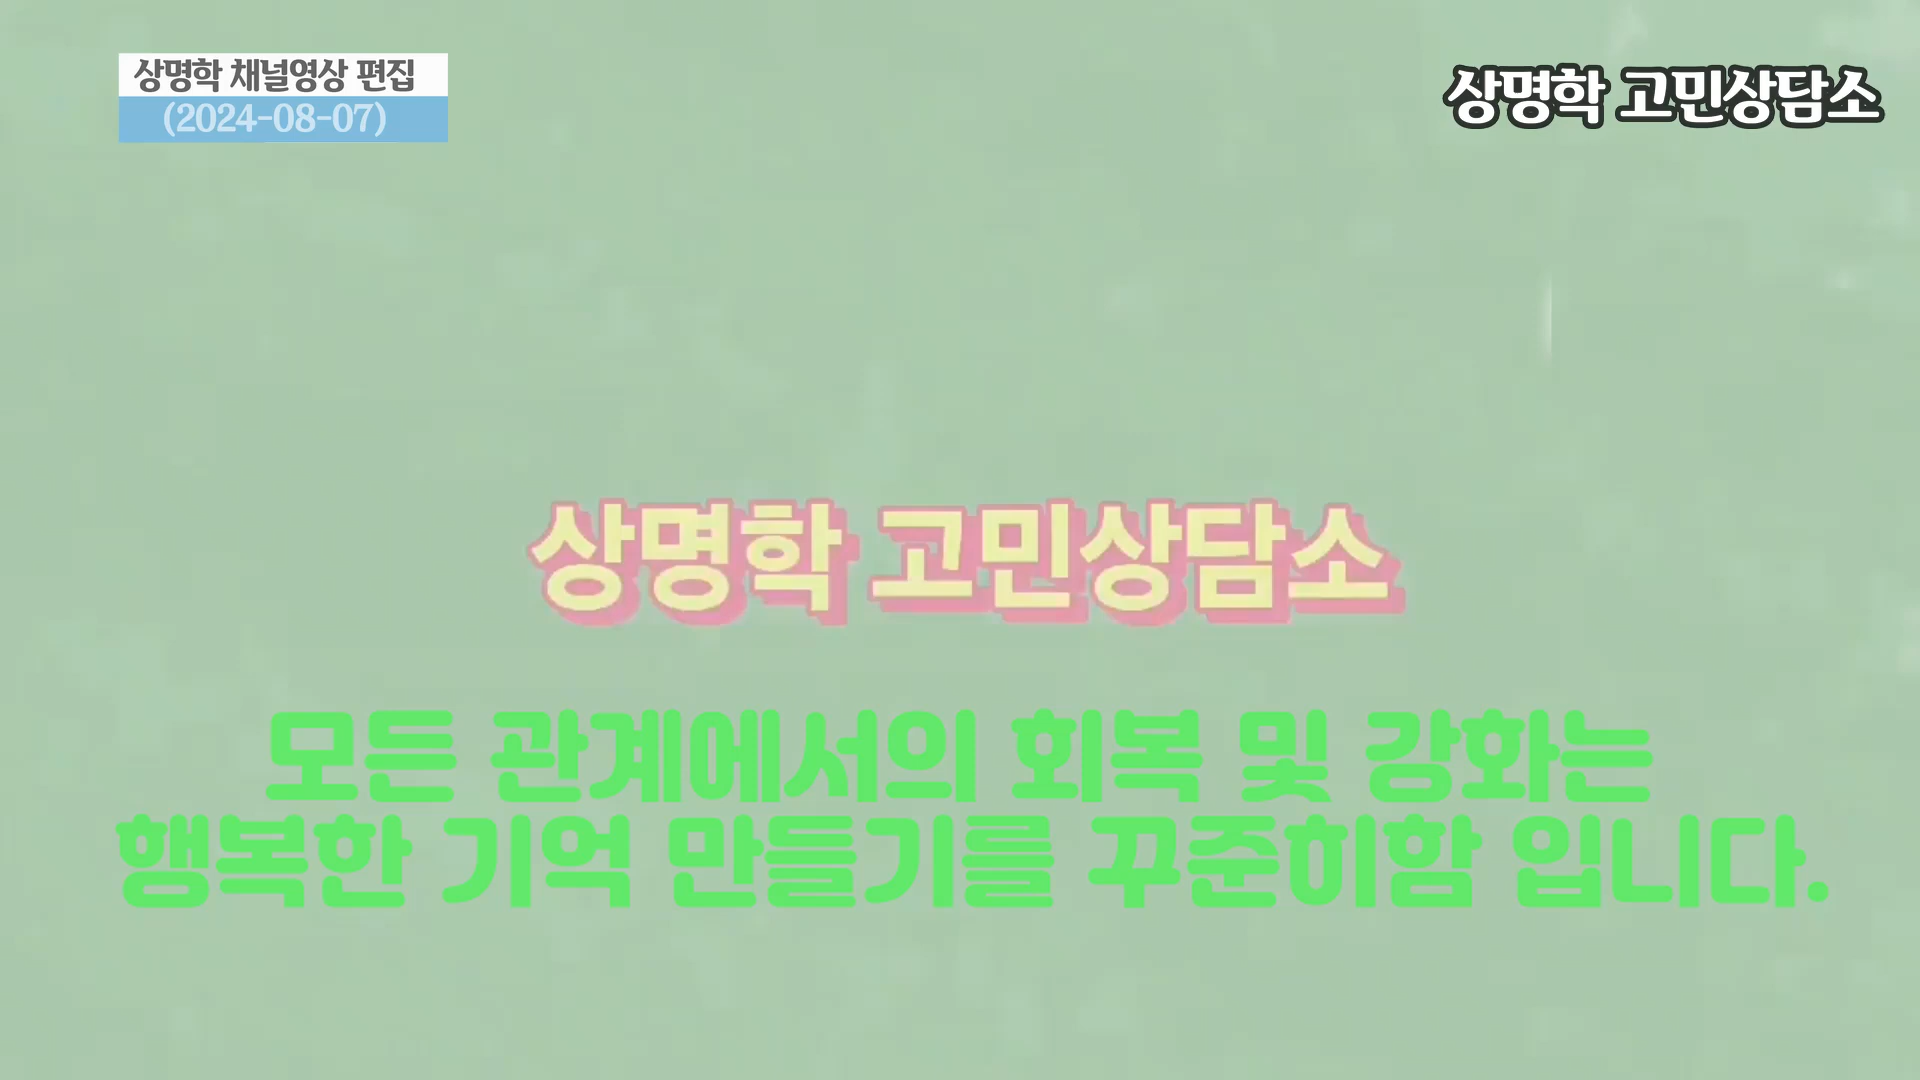 상명학 채널영상 편집
(2024-08-07)
상명학 고민상담소
상명학 고민상담소
모든 관계에서의 회복 및 강화는
행복한 기억 만들기를 꾸준히함 입니다.